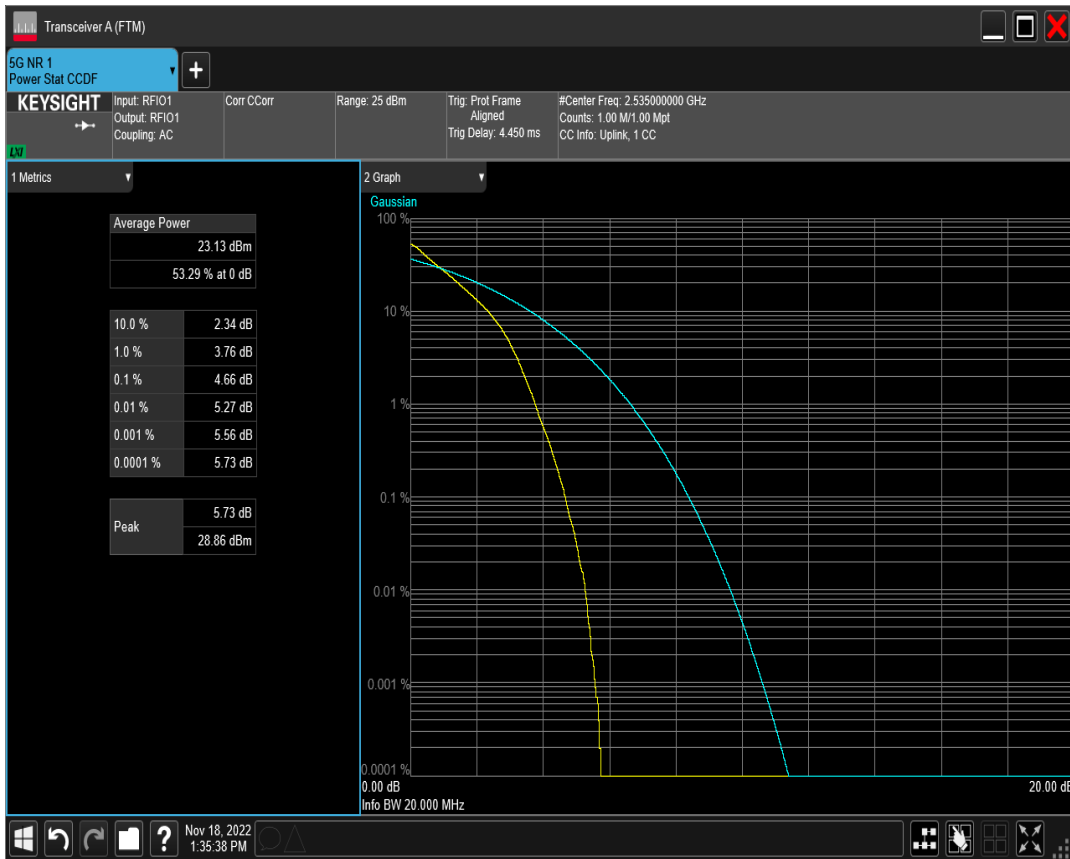 Transceiver A (FTM)
5G NR 1
Power Stat CCDF
+
KEYSIGHT
LXI
Input: RFIO1
Output: RFIO1
Coupling: AC
Corr CCorr
Range: 25 dBm
Trig: Prot Frame
Aligned
Trig Delay: 4.450 ms
#Center Freq: 2.535000000 GHz
Counts: 1.00 M/1.00 Mpt
CC Info: Uplink, 1 CC
1 Metrics
Average Power
23.13 dBm
53.29 % at 0 dB
10.0 % 2.34 dB
1.0 % 3.76 dB
0.1 % 4.66 dB
0.01 % 5.27 dB
0.001 % 5.56 dB
0.0001 % 5.73 dB
Peak
5.73 dB
28.86 dBm
2 Graph
Gaussian
100 %
10 %
1 %
0.1 %
0.01 %
0.001 %
0.0001 %
0.00 dB 20.00 dB
Info BW 20.000 MHz
? Nov 18, 2022
1:35:38 PM